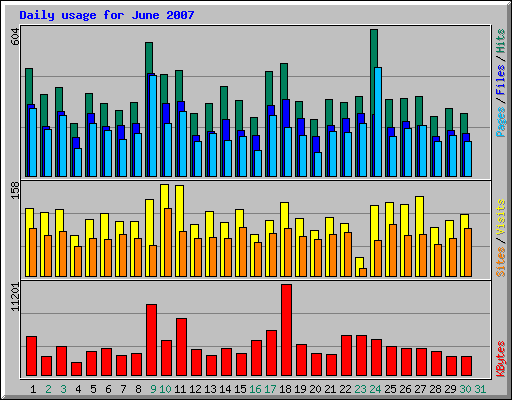 Daily usage for June 2007
604
Pages / Files / Hits
158
Sites / Visits
11201
KBytes
1 2 3 4 5 6 7 8 9 10 11 12 13 14 15 16 17 18 19 20 21 22 23 24 25 26 27 28 29 30 31